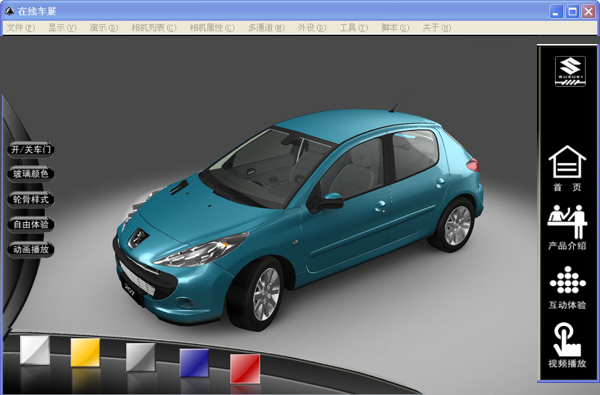 在线车展
文件(F) 显示(V) 演示(D) 相机列表(C) 相机属性(C) 多通道(M) 外设(D) 工具(T) 脚本(S) 关于(H)
SUZUKI
开/关车门
玻璃颜色
轮骨样式
自由体验
动画播放
首 页
产品介绍
互动体验
视频播放
207